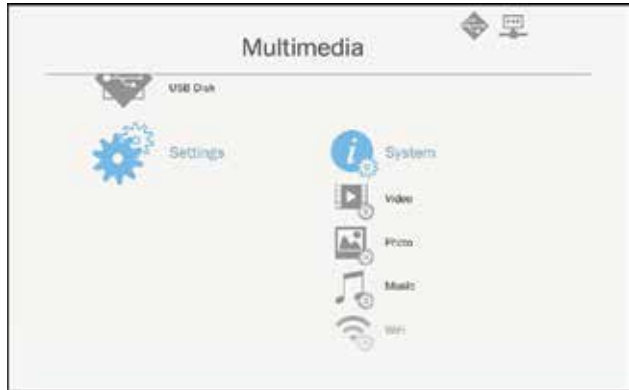 Multimedia
USB Disk
Settings
System
Video
Photo
Music
WiFi